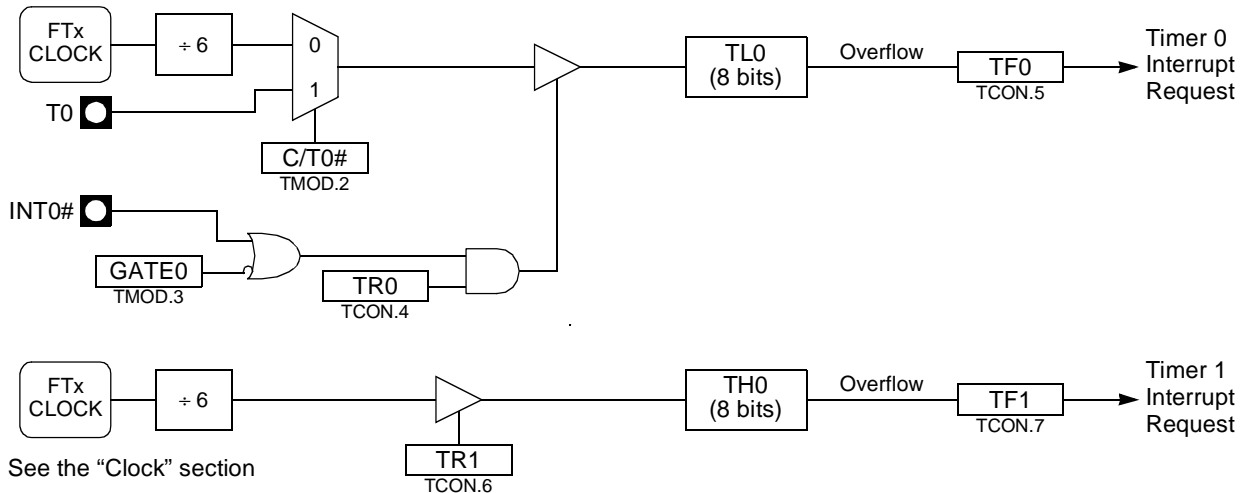 FTx
CLOCK
÷ 6
0
1
T0
C/T0#
TMOD.2
INT0#
GATE0
TMOD.3
TR0
TCON.4
TL0
(8 bits)
Overflow
TF0
TCON.5
Timer 0
Interrupt
Request
FTx
CLOCK
÷ 6
TR1
TCON.6
TH0
(8 bits)
Overflow
TF1
TCON.7
Timer 1
Interrupt
Request
See the “Clock” section